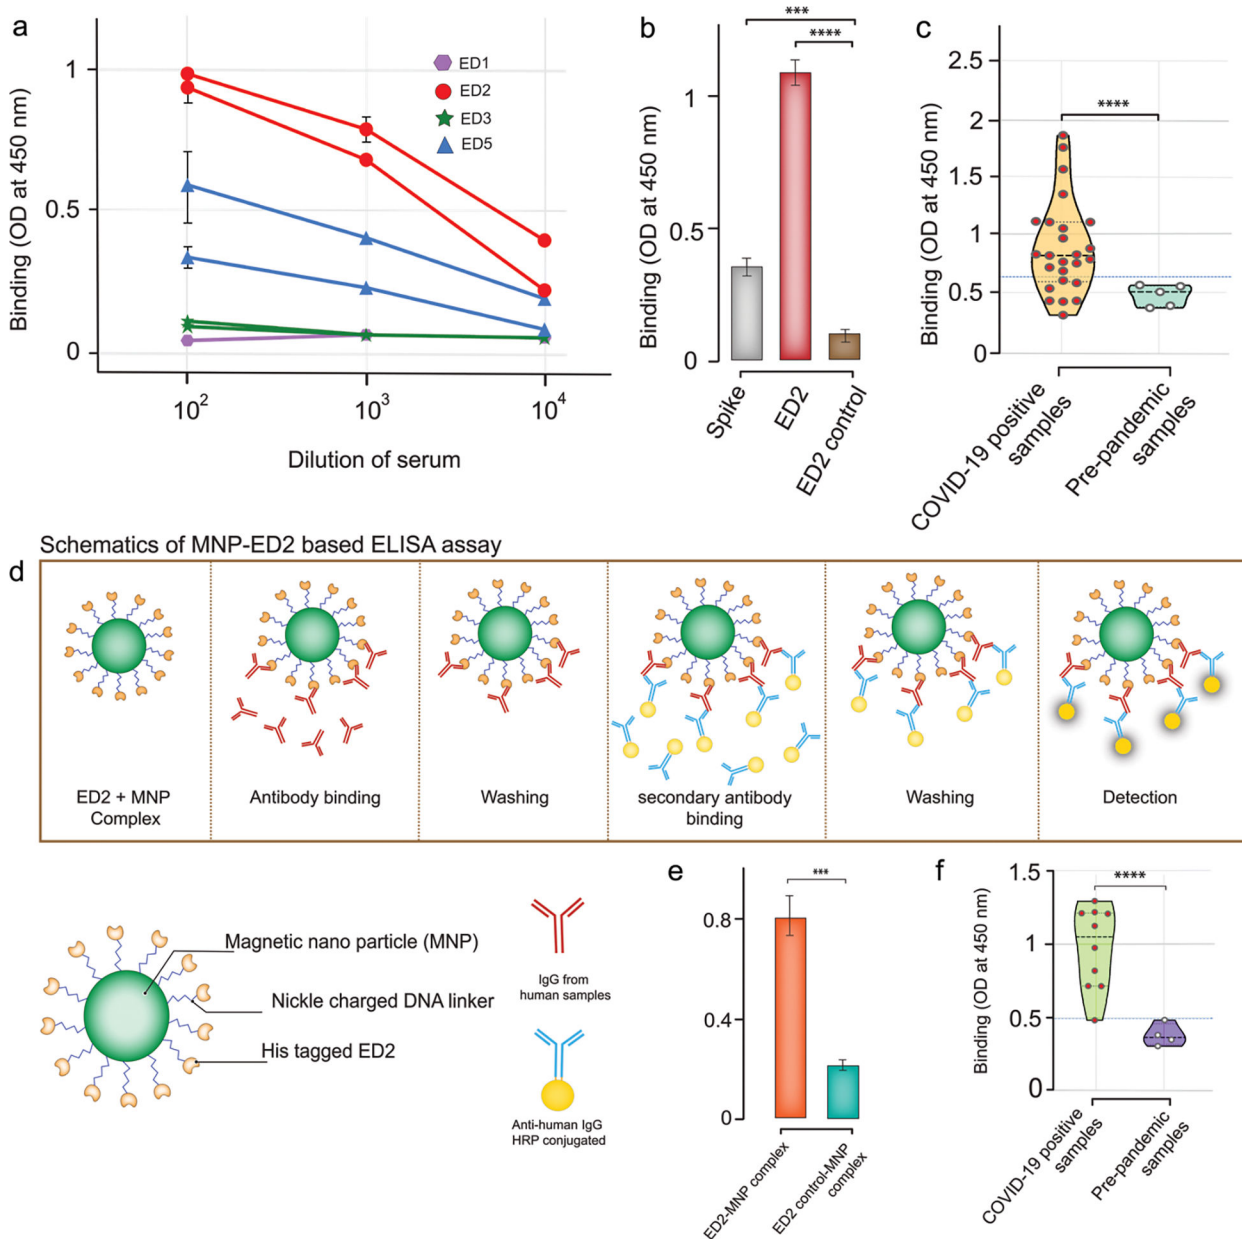 a
Binding (OD at 450 nm)
1
0.5
0
10²
10³
10⁴
Dilution of serum
ED1
ED2
ED3
ED5
b
Binding (OD at 450 nm)
1
0.5
0
***
****
Spike
ED2
ED2 control
c
Binding (OD at 450 nm)
2.5
2
1.5
1
0.5
0
****
COVID-19 positive
samples
Pre-pandemic
samples
Schematics of MNP-ED2 based ELISA assay
d
ED2 + MNP
Complex
Antibody binding
Washing
secondary antibody
binding
Washing
Detection
Magnetic nano particle (MNP)
Nickle charged DNA linker
His tagged ED2
IgG from
human samples
Anti-human IgG
HRP conjugated
e
0.8
0.4
0
***
ED2-MNP complex
ED2 control-MNP
complex
f
Binding (OD at 450 nm)
1.5
1
0.5
0
****
COVID-19 positive
samples
Pre-pandemic
samples